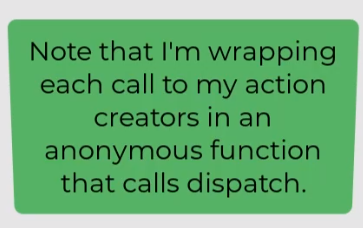 Note that I'm wrapping
each call to my action
creators in an
anonymous function
that calls dispatch.